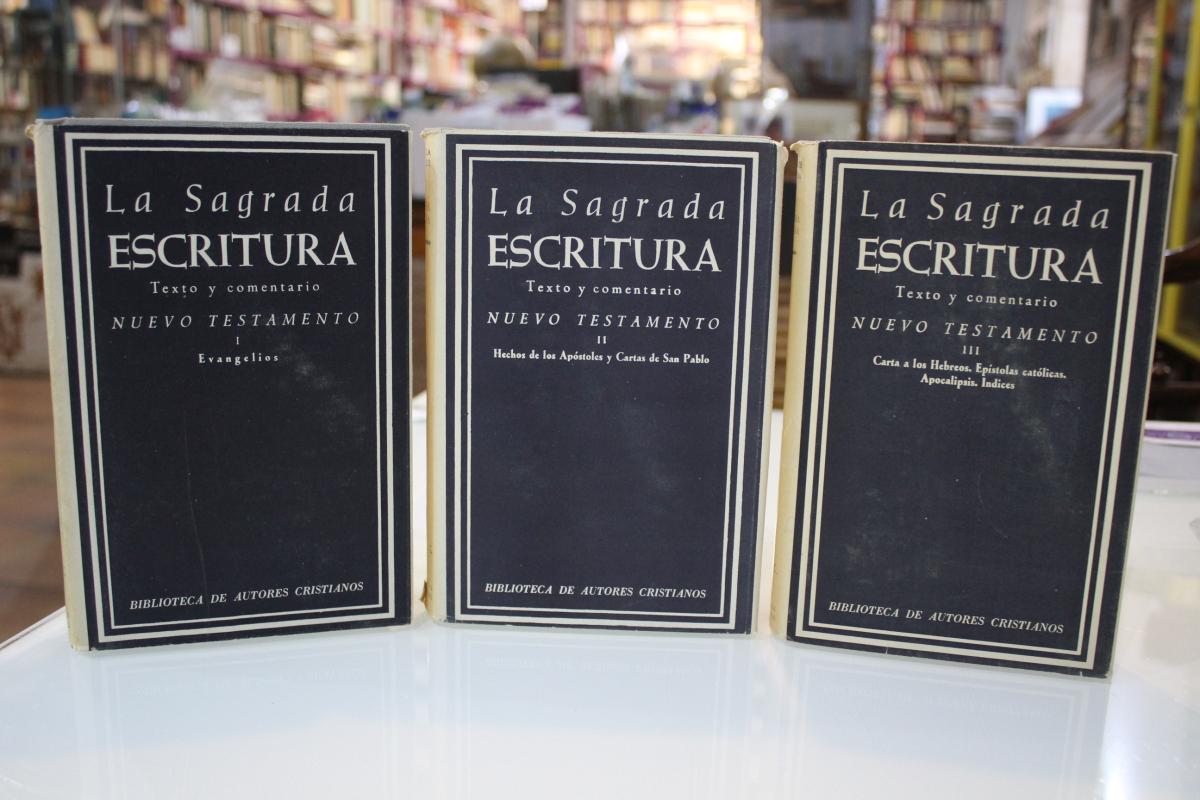 La Sagrada
ESCRITURA
Texto y comentario
NUEVO TESTAMENTO
I
Evangelios
BIBLIOTECA DE AUTORES CRISTIANOS
La Sagrada
ESCRITURA
Texto y comentario
NUEVO TESTAMENTO
II
Hechos de los Apóstoles y Cartas de San Pablo
BIBLIOTECA DE AUTORES CRISTIANOS
La Sagrada
ESCRITURA
Texto y comentario
NUEVO TESTAMENTO
III
Carta a los Hebreos. Epístolas católicas.
Apocalipsis. Indices
BIBLIOTECA DE AUTORES CRISTIANOS